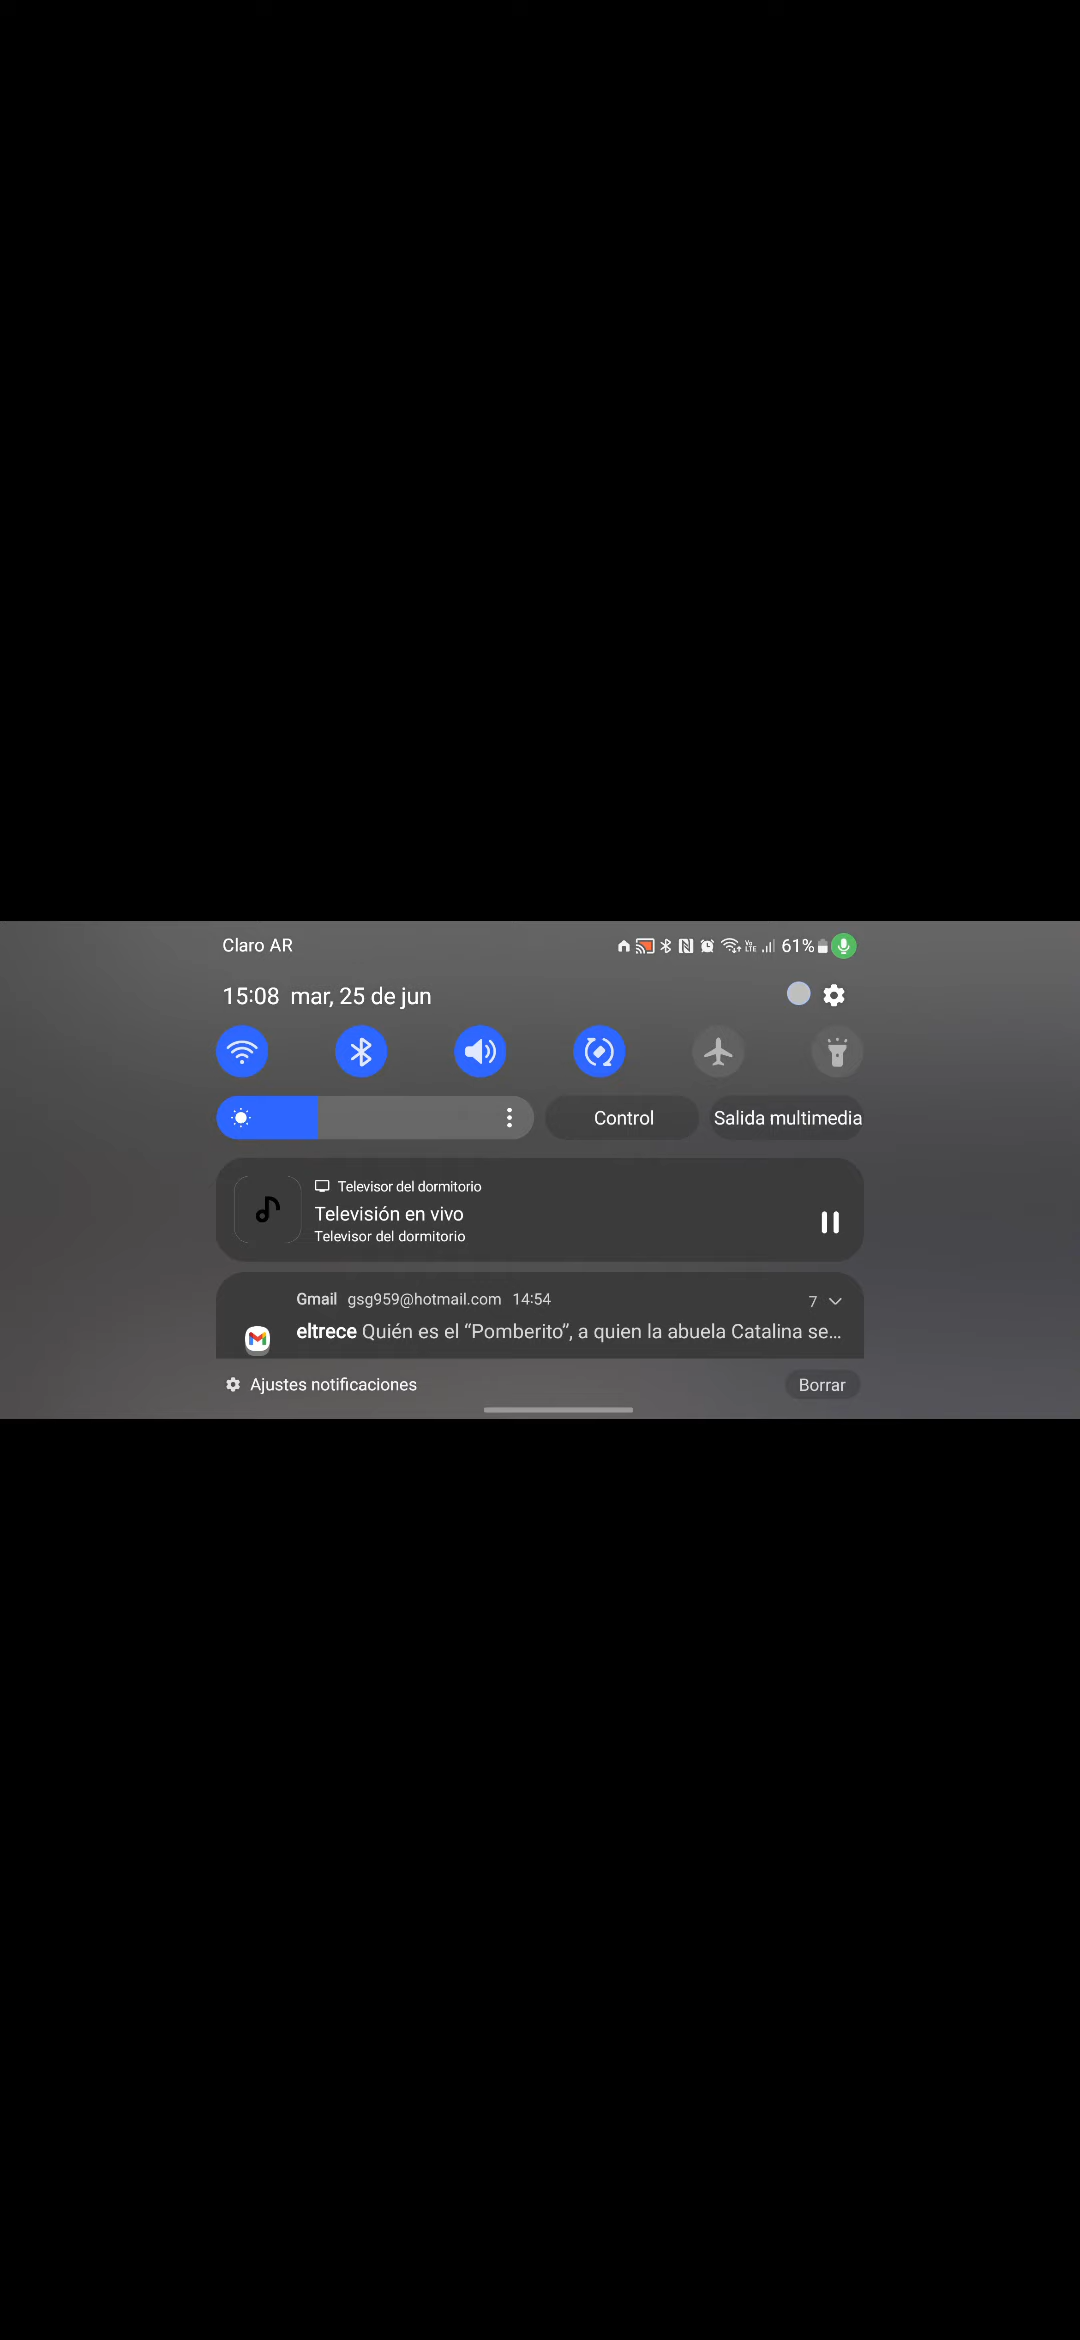 Claro AR
Vo
LTE
61%
15:08 mar, 25 de jun
Control
Salida multimedia
Televisor del dormitorio
Televisión en vivo
Televisor del dormitorio
Gmail gsg959@hotmail.com 14:54
7
eltrece Quién es el “Pomberito”, a quien la abuela Catalina se...
Ajustes notificaciones
Borrar